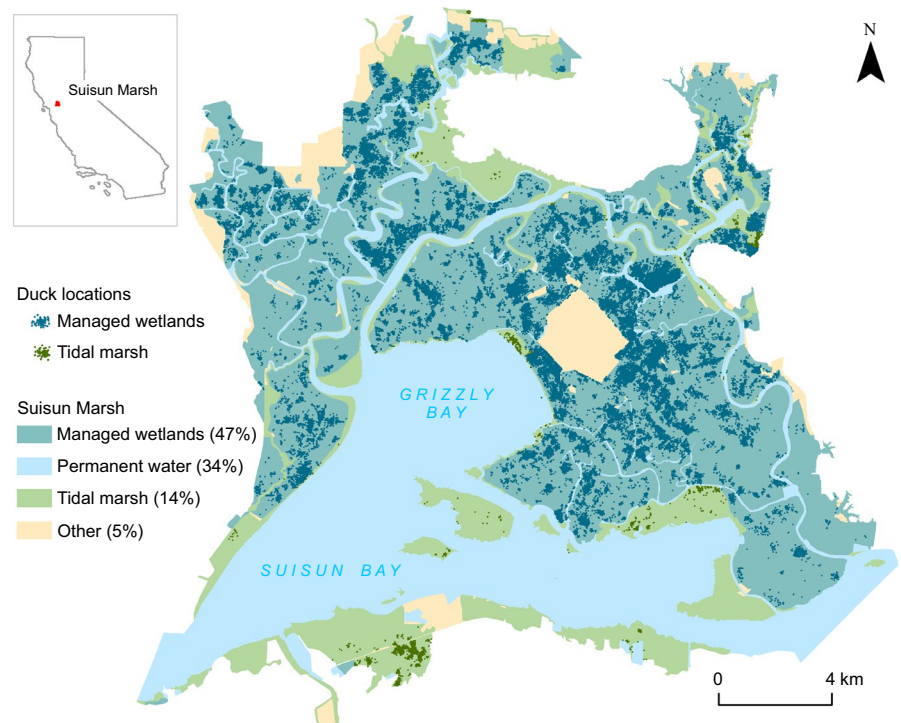 Suisun Marsh
N
Duck locations
Managed wetlands
Tidal marsh
Suisun Marsh
Managed wetlands (47%)
Permanent water (34%)
Tidal marsh (14%)
Other (5%)
GRIZZLY
BAY
SUISUN BAY
0 4 km